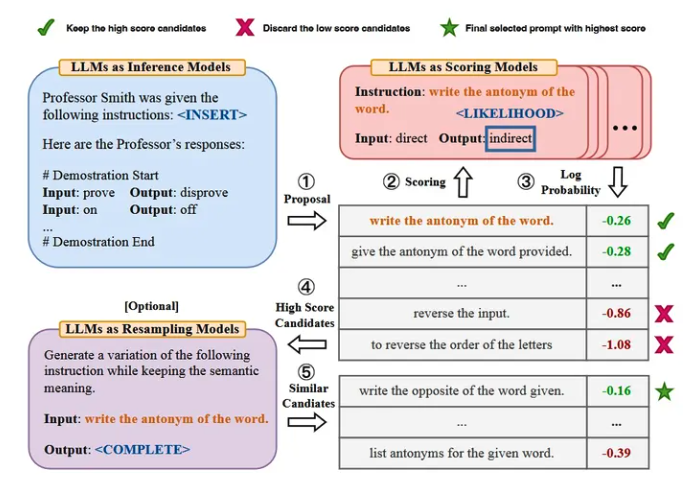 Keep the high score candidates
Discard the low score candidates
Final selected prompt with highest score
LLMs as Inference Models
Professor Smith was given the
following instructions: <INSERT>
Here are the Professor's responses:
# Demostration Start
Input: prove Output: disprove
Input: on Output: off
...
# Demostration End
LLMs as Scoring Models
Instruction: write the antonym of the
word. <LIKELIHOOD>
Input: direct Output: indirect
...
① Proposal
② Scoring
③ Log
Probability
write the antonym of the word. -0.26
give the antonym of the word provided. -0.28
... ...
reverse the input. -0.86
to reverse the order of the letters -1.08
④
High Score
Candidates
[Optional]
LLMs as Resampling Models
Generate a variation of the following
instruction while keeping the semantic
meaning.
Input: write the antonym of the word.
Output: <COMPLETE>
⑤
Similar
Candiates
write the opposite of the word given. -0.16
... ...
list antonyms for the given word. -0.39